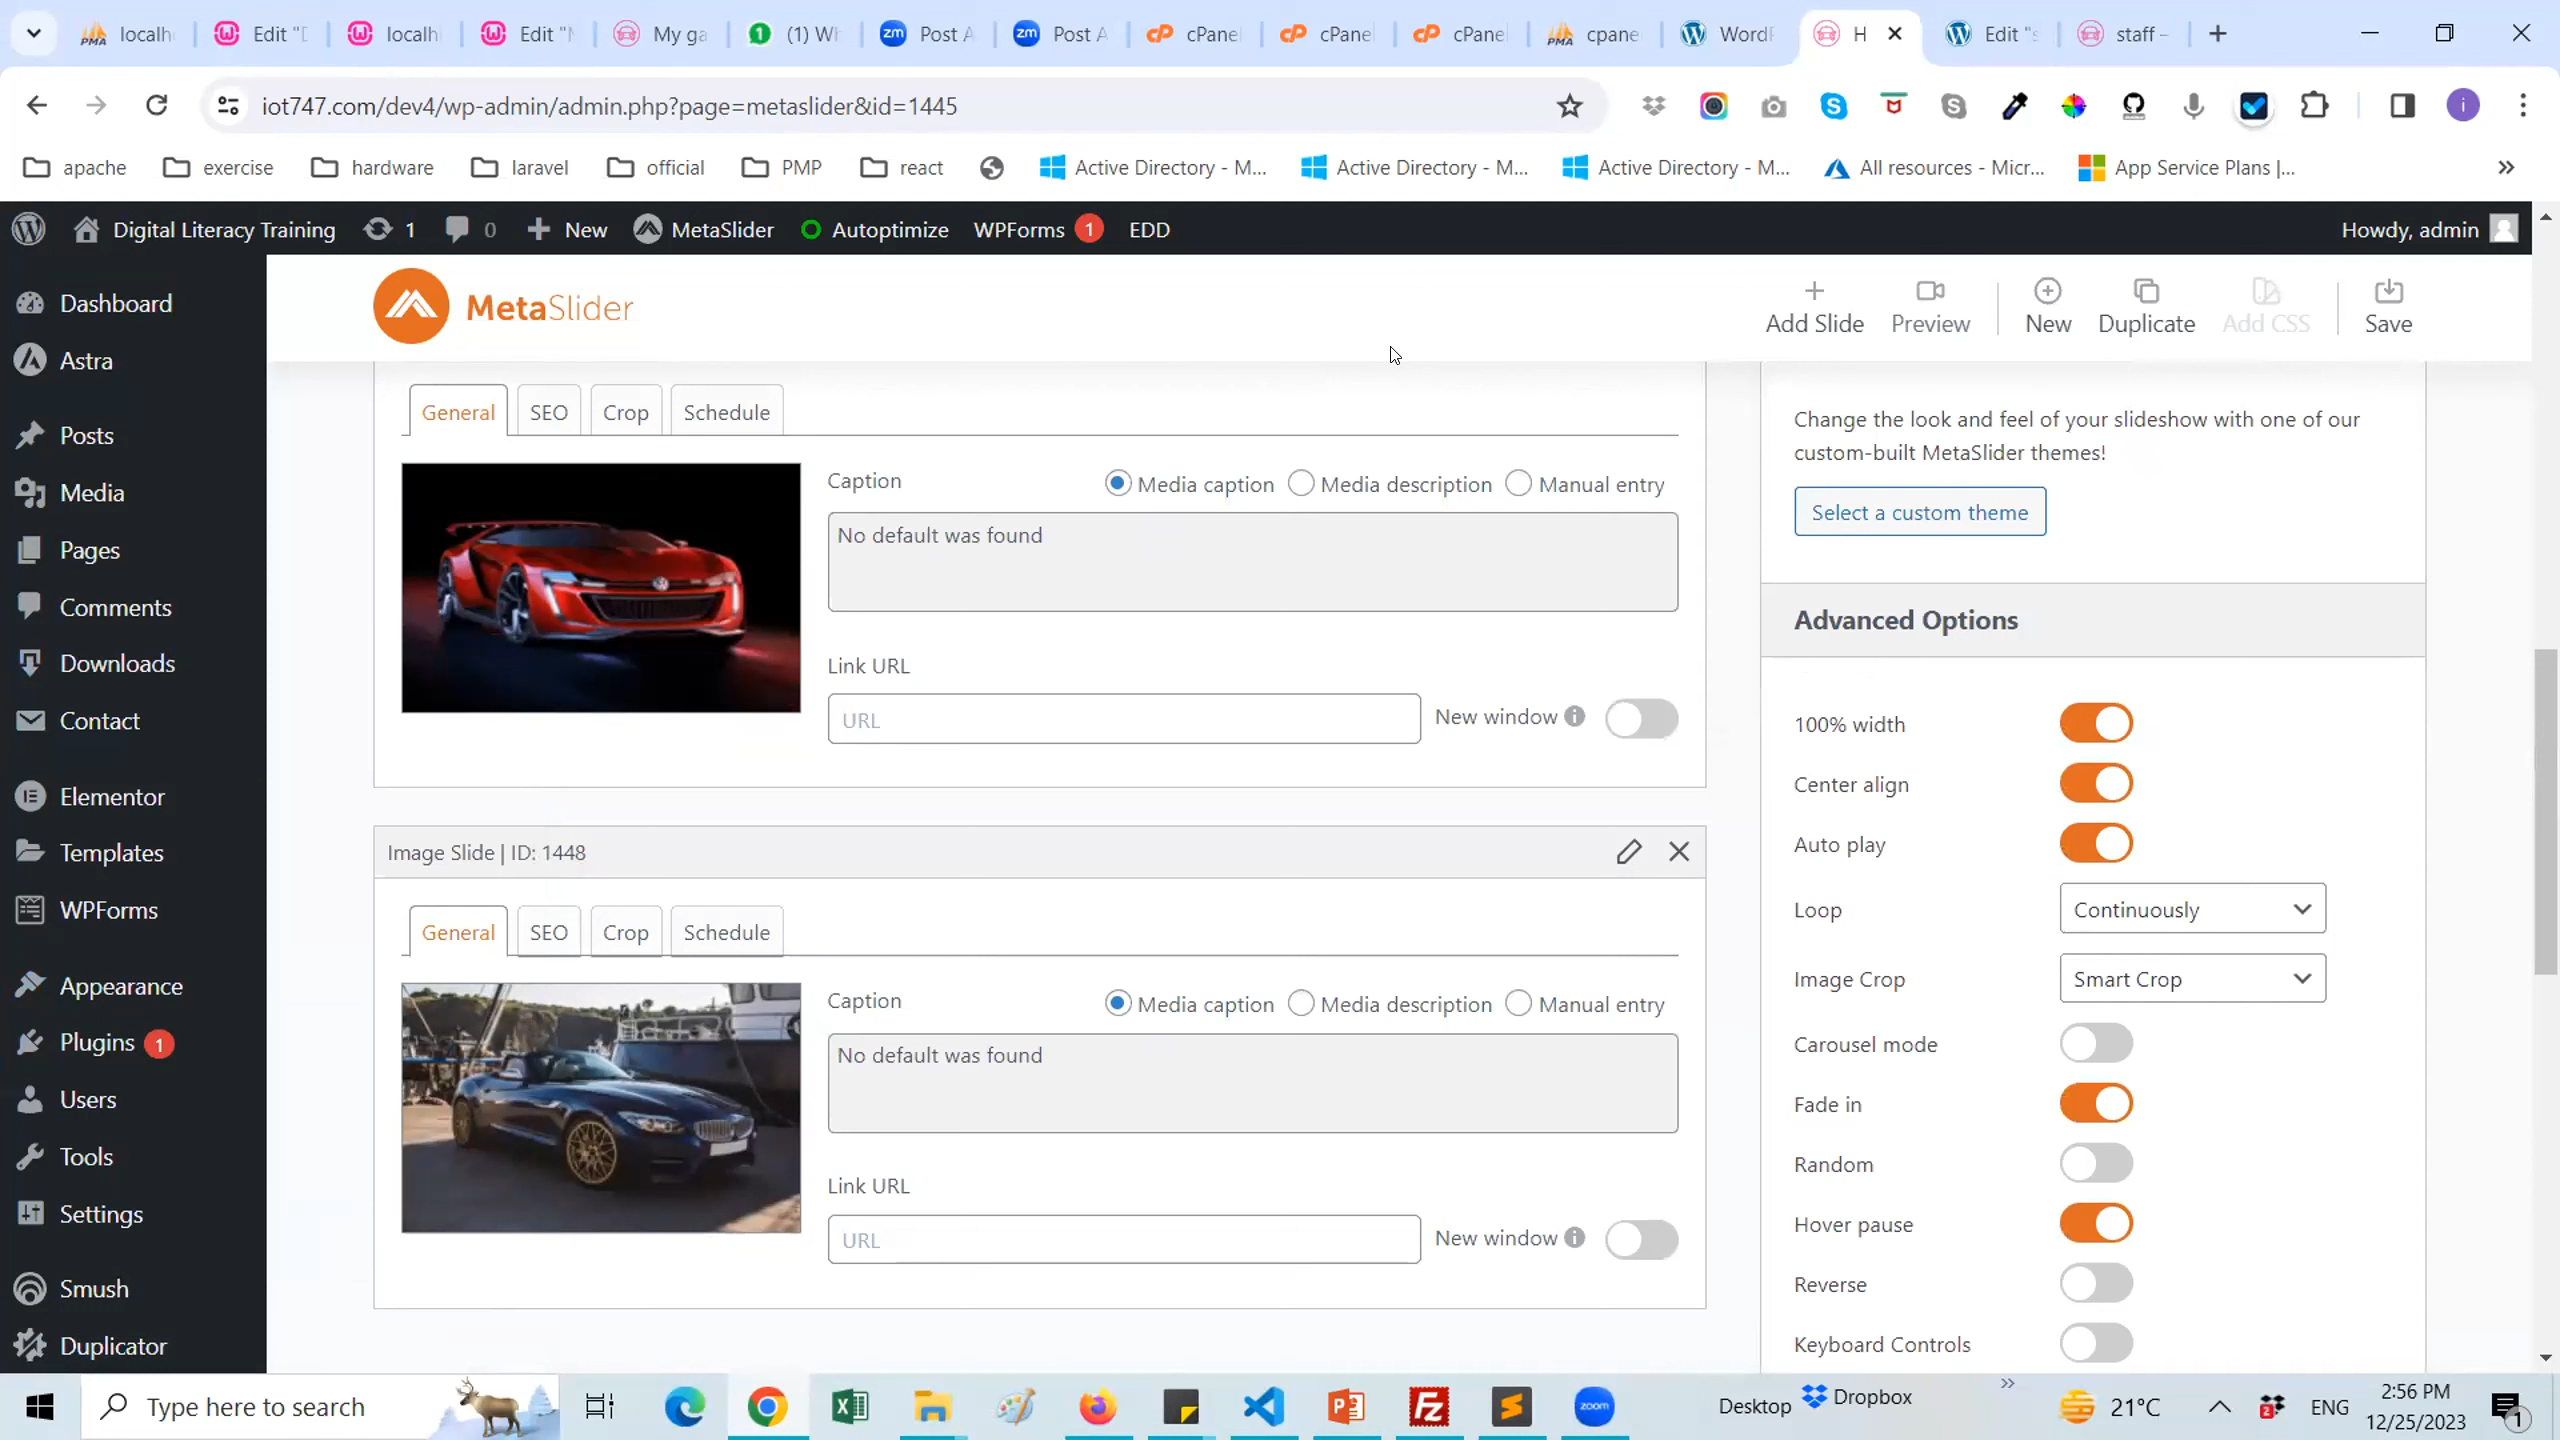 localh
Edit "D
localhi
Edit "M
My ga
(1) Wh
Post A
Post A
cPanel
cPanel
cPanel
cpane
WordP
H
Edit "s
staff –
iot747.com/dev4/wp-admin/admin.php?page=metaslider&id=1445
apache
exercise
hardware
laravel
official
PMP
react
Active Directory - M...
Active Directory - M...
Active Directory - M...
All resources - Micr...
App Service Plans |...
Digital Literacy Training
1
0
New
MetaSlider
Autoptimize
WPForms 1
EDD
Howdy, admin
Dashboard
Astra
Posts
Media
Pages
Comments
Downloads
Contact
Elementor
Templates
WPForms
Appearance
Plugins 1
Users
Tools
Settings
Smush
Duplicator
MetaSlider
Add Slide
Preview
New
Duplicate
Add CSS
Save
General
SEO
Crop
Schedule
Caption
Media caption
Media description
Manual entry
No default was found
Link URL
URL
New window
Image Slide | ID: 1448
General
SEO
Crop
Schedule
Caption
Media caption
Media description
Manual entry
No default was found
Link URL
URL
New window
Change the look and feel of your slideshow with one of our
custom-built MetaSlider themes!
Select a custom theme
Advanced Options
100% width
Center align
Auto play
Loop
Continuously
Image Crop
Smart Crop
Carousel mode
Fade in
Random
Hover pause
Reverse
Keyboard Controls
Type here to search
zoom
Desktop
Dropbox
21°C
2
ENG
2:56 PM
12/25/2023
1